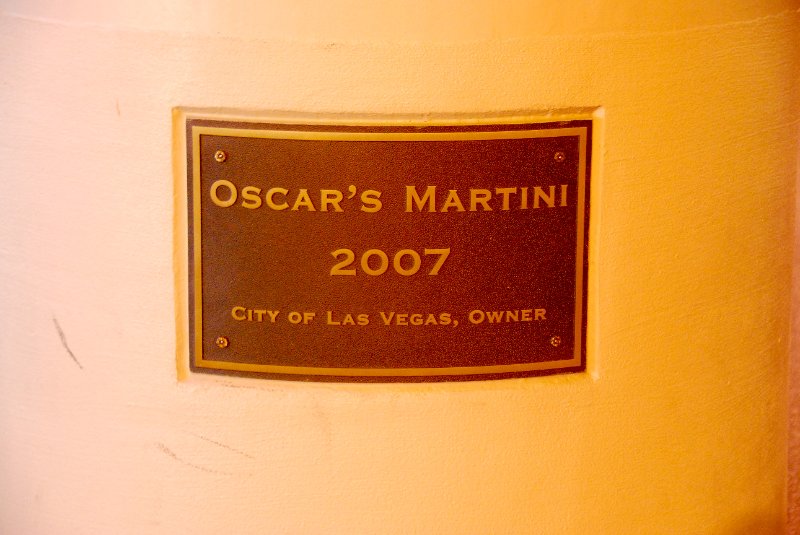 Oscar's Martini
2007
City of Las Vegas, Owner